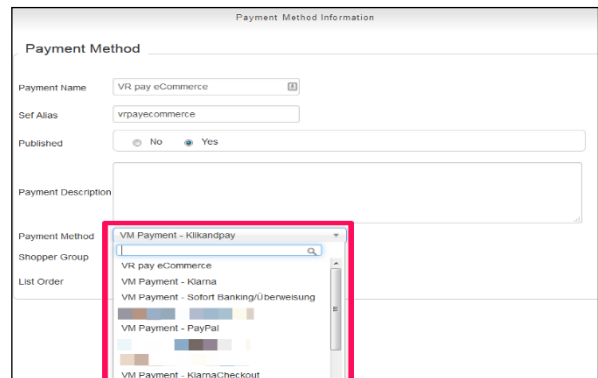 Payment Method Information
Payment Method
Payment Name VR pay eCommerce
Sef Alias vrpayecommerce
Published No Yes
Payment Description
Payment Method VM Payment - Klikandpay
Shopper Group
VR pay eCommerce
List Order VM Payment - Klarna
VM Payment - Sofort Banking/Überweisung
VM Payment - PayPal
VM Payment - KlarnaCheckout